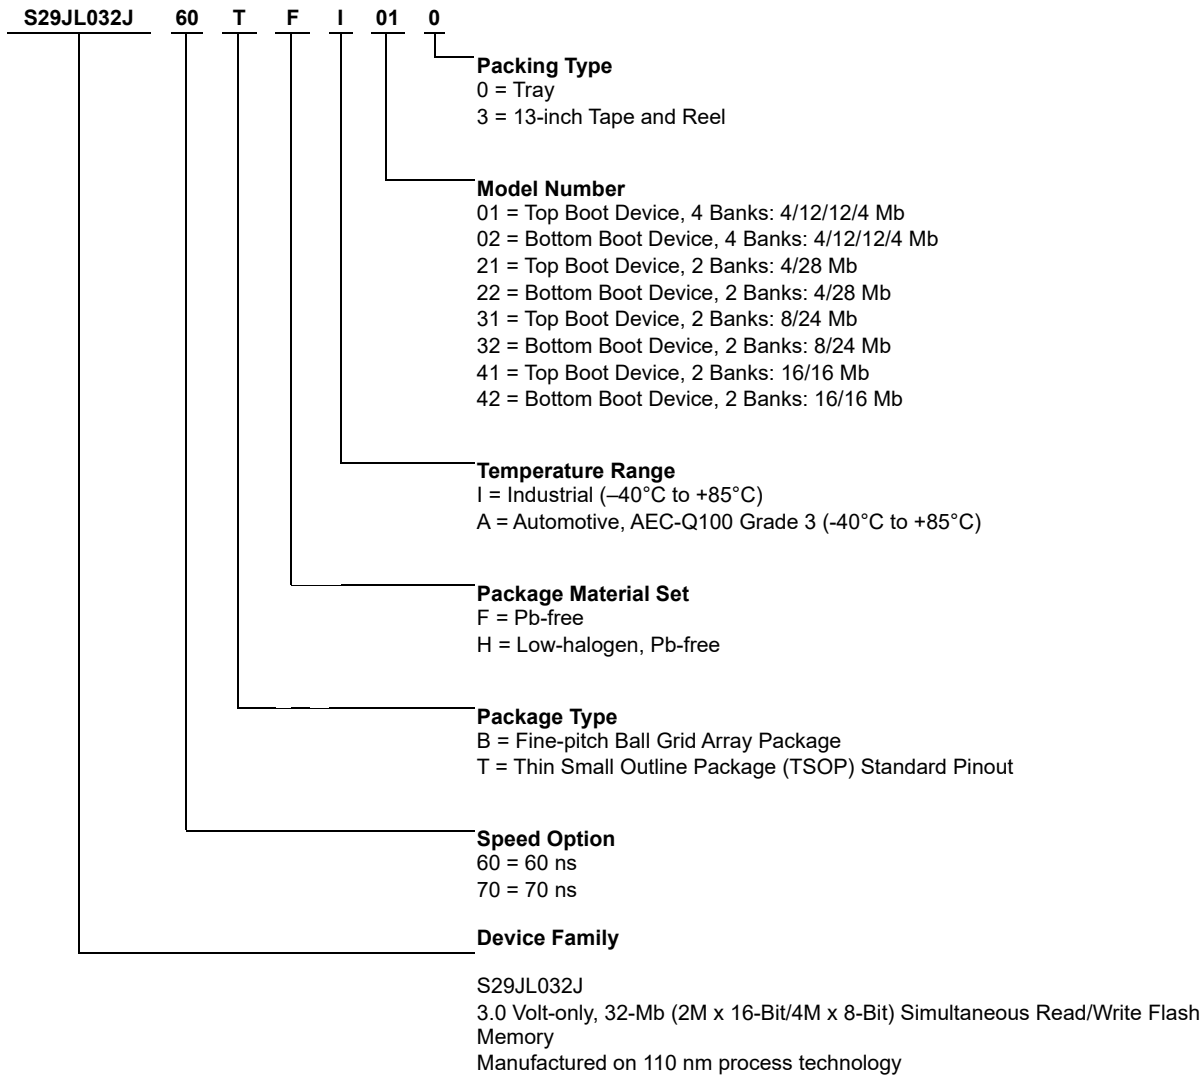 S29JL032J 60 T F I 01 0
Packing Type
0 = Tray
3 = 13-inch Tape and Reel
Model Number
01 = Top Boot Device, 4 Banks: 4/12/12/4 Mb
02 = Bottom Boot Device, 4 Banks: 4/12/12/4 Mb
21 = Top Boot Device, 2 Banks: 4/28 Mb
22 = Bottom Boot Device, 2 Banks: 4/28 Mb
31 = Top Boot Device, 2 Banks: 8/24 Mb
32 = Bottom Boot Device, 2 Banks: 8/24 Mb
41 = Top Boot Device, 2 Banks: 16/16 Mb
42 = Bottom Boot Device, 2 Banks: 16/16 Mb
Temperature Range
I = Industrial (–40°C to +85°C)
A = Automotive, AEC-Q100 Grade 3 (-40°C to +85°C)
Package Material Set
F = Pb-free
H = Low-halogen, Pb-free
Package Type
B = Fine-pitch Ball Grid Array Package
T = Thin Small Outline Package (TSOP) Standard Pinout
Speed Option
60 = 60 ns
70 = 70 ns
Device Family
S29JL032J
3.0 Volt-only, 32-Mb (2M x 16-Bit/4M x 8-Bit) Simultaneous Read/Write Flash
Memory
Manufactured on 110 nm process technology